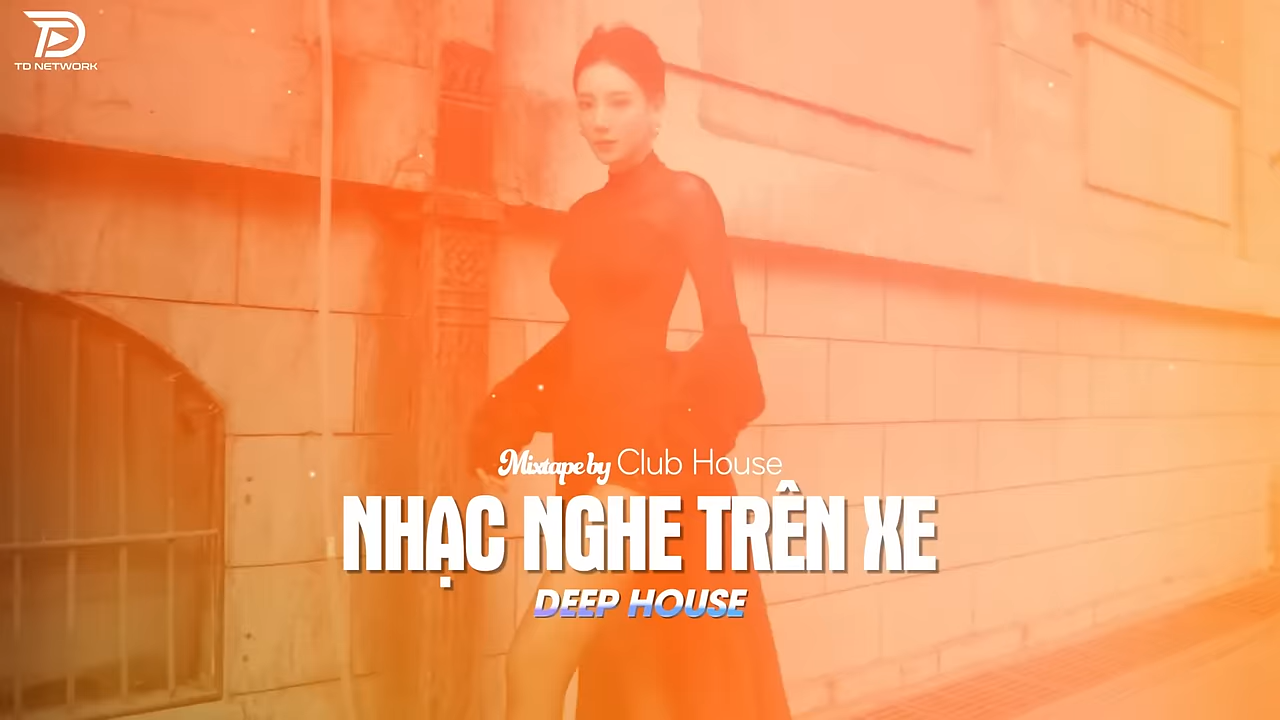 TD NETWORK
Mixtape by Club House
NHẠC NGHE TRÊN XE
DEEP HOUSE